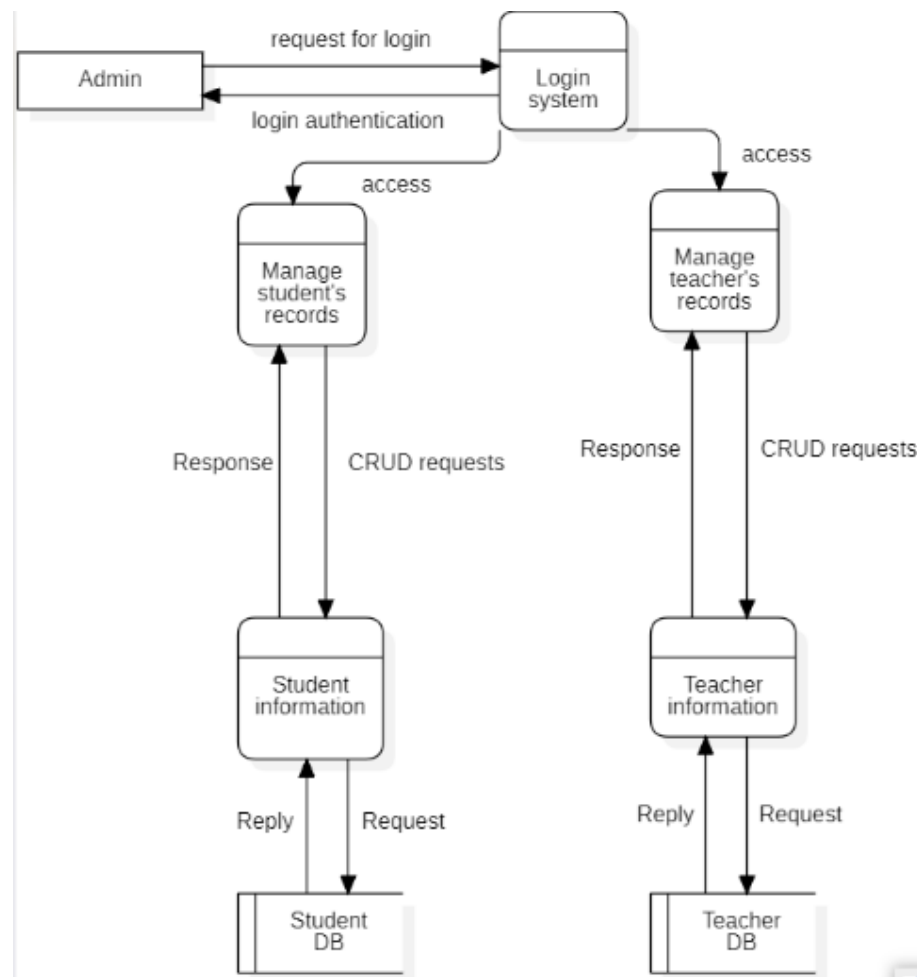 request for login
Admin
Login
system
login authentication
access
access
Manage
student's
records
Manage
teacher's
records
Response
CRUD requests
Response
CRUD requests
Student
information
Teacher
information
Reply
Request
Reply
Request
Student
DB
Teacher
DB